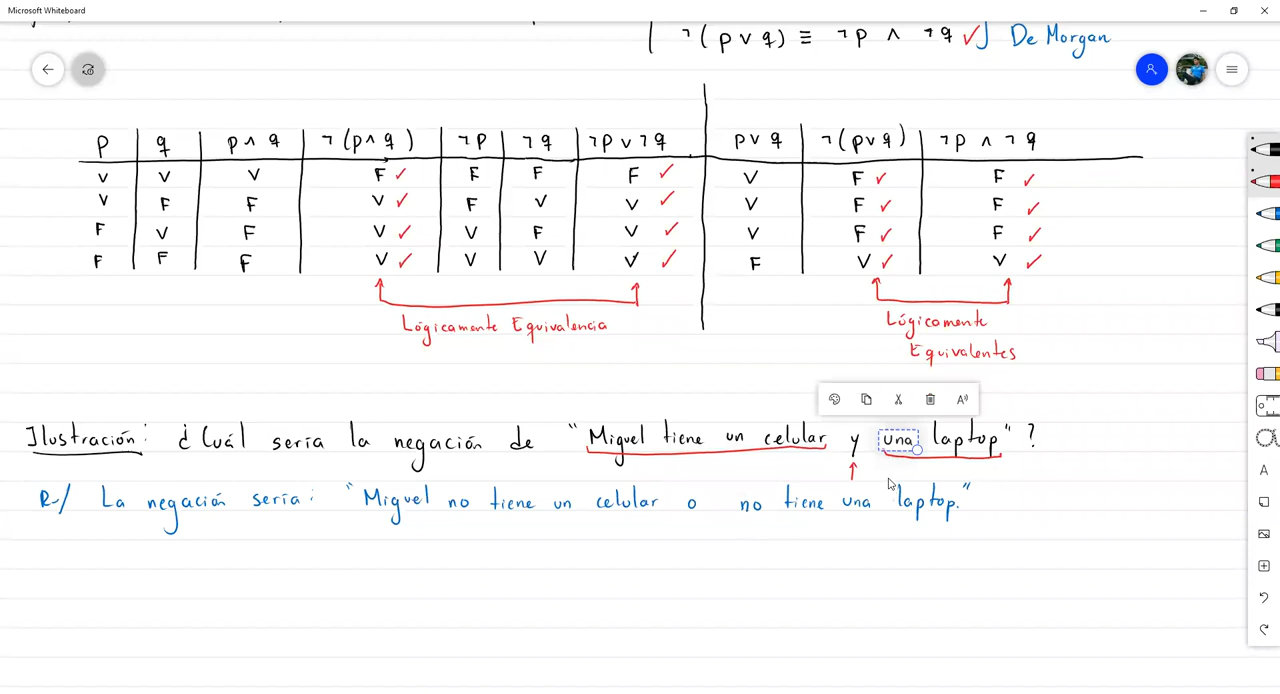 Microsoft Whiteboard
¬(p ∨ q) ≡ ¬p ∧ ¬q ✓ De Morgan
p q p ∧ q ¬(p ∧ q) ¬p ¬q ¬p ∨ ¬q p ∨ q ¬(p ∨ q) ¬p ∧ ¬q
V V V F ✓ F F F ✓ V F ✓ F ✓
V F F V ✓ F V V ✓ V F ✓ F ✓
F V F V ✓ V F V ✓ V F ✓ F ✓
F F F V ✓ V V V ✓ F V ✓ V ✓
Lógicamente Equivalencia
Lógicamente
Equivalentes
Ilustración: ¿Cuál sería la negación de "Miguel tiene un celular y una laptop"?
R-/ La negación sería: "Miguel no tiene un celular o no tiene una laptop."